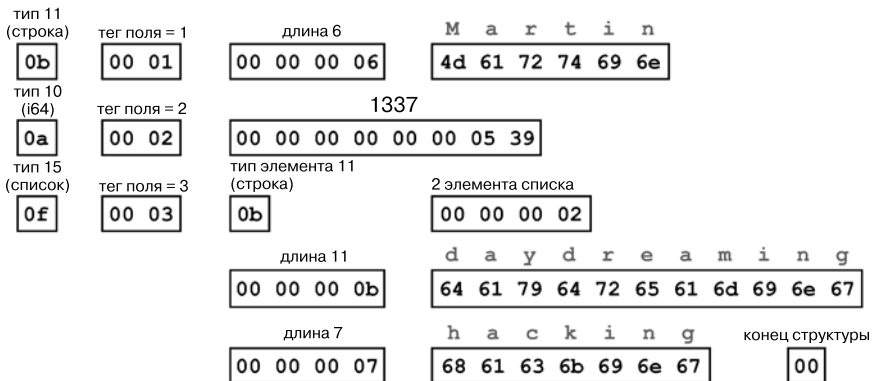 тип 11
(строка) тег поля = 1 длина 6 M a r t i n
0b 00 01 00 00 00 06 4d 61 72 74 69 6e
тип 10
(i64) тег поля = 2 1337
0a 00 02 00 00 00 00 00 00 05 39
тип 15 тип элемента 11
(список) тег поля = 3 (строка) 2 элемента списка
0f 00 03 0b 00 00 00 02
длина 11 d a y d r e a m i n g
00 00 00 0b 64 61 79 64 72 65 61 6d 69 6e 67
длина 7 h a c k i n g конец структуры
00 00 00 07 68 61 63 6b 69 6e 67 00